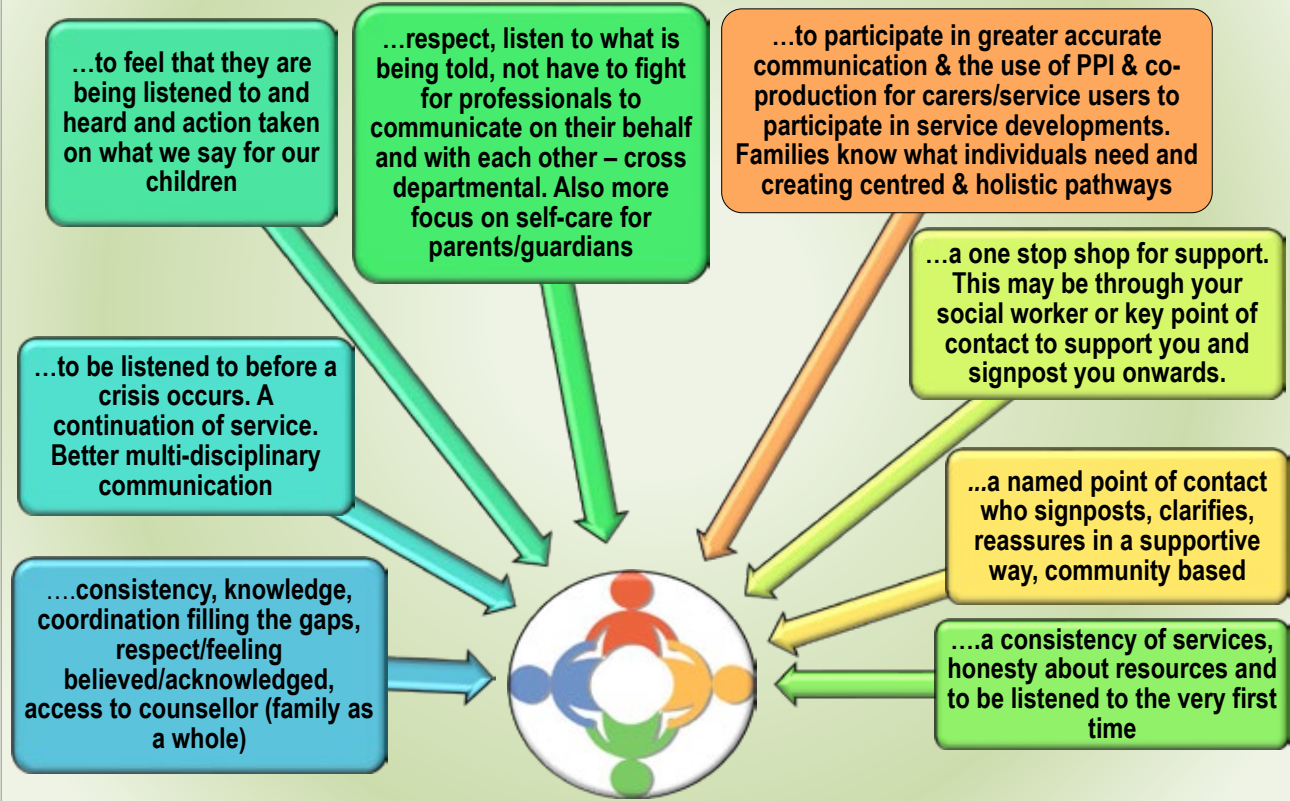 …to feel that they are
being listened to and
heard and action taken
on what we say for our
children
…respect, listen to what is
being told, not have to fight
for professionals to
communicate on their behalf
and with each other – cross
departmental. Also more
focus on self-care for
parents/guardians
…to participate in greater accurate
communication & the use of PPI & co-
production for carers/service users to
participate in service developments.
Families know what individuals need and
creating centred & holistic pathways
…a one stop shop for support.
This may be through your
social worker or key point of
contact to support you and
signpost you onwards.
…to be listened to before a
crisis occurs. A
continuation of service.
Better multi-disciplinary
communication
...a named point of contact
who signposts, clarifies,
reassures in a supportive
way, community based
….consistency, knowledge,
coordination filling the gaps,
respect/feeling
believed/acknowledged,
access to counsellor (family as
a whole)
….a consistency of services,
honesty about resources and
to be listened to the very first
time